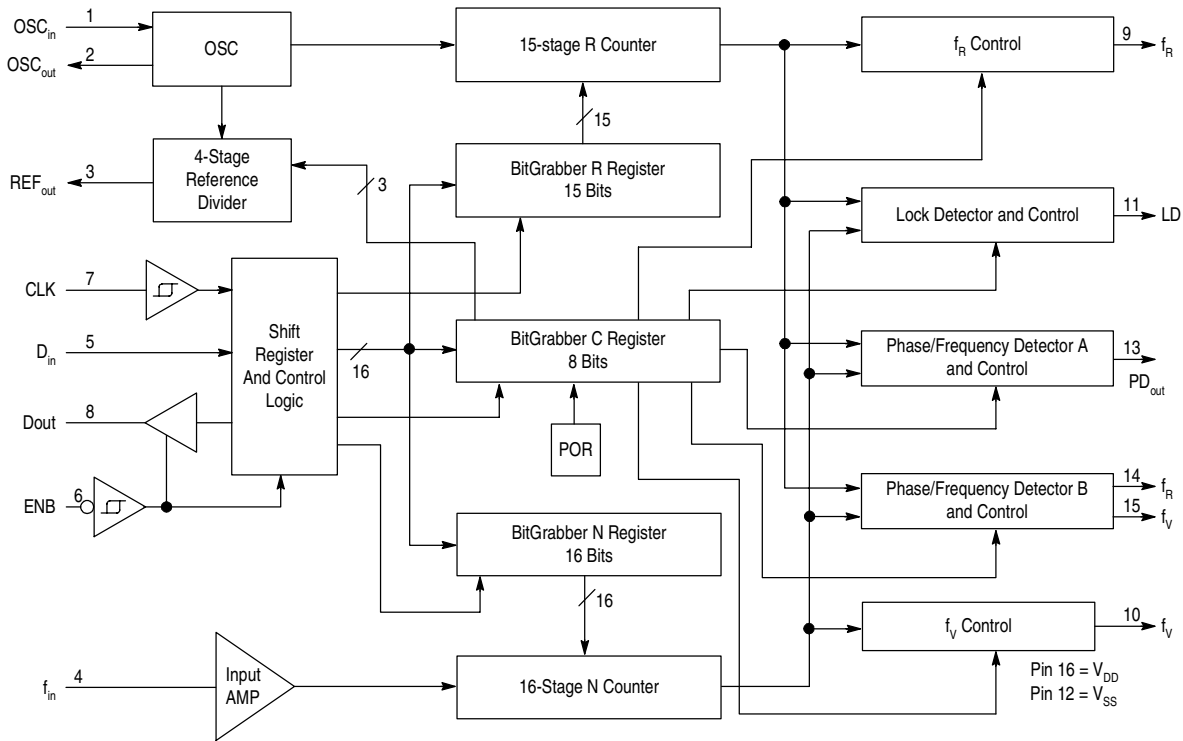 OSCin
1
OSCout
2
OSC
15-stage R Counter
fR Control
9
fR
15
REFout
3
4-Stage
Reference
Divider
3
BitGrabber R Register
15 Bits
Lock Detector and Control
11
LD
CLK
7
Din
5
Dout
8
ENB
6
Shift
Register
And Control
Logic
16
BitGrabber C Register
8 Bits
POR
Phase/Frequency Detector A
and Control
13
PDout
Phase/Frequency Detector B
and Control
14
fR
15
fV
BitGrabber N Register
16 Bits
16
fV Control
10
fV
fin
4
Input
AMP
16-Stage N Counter
Pin 16 = VDD
Pin 12 = VSS